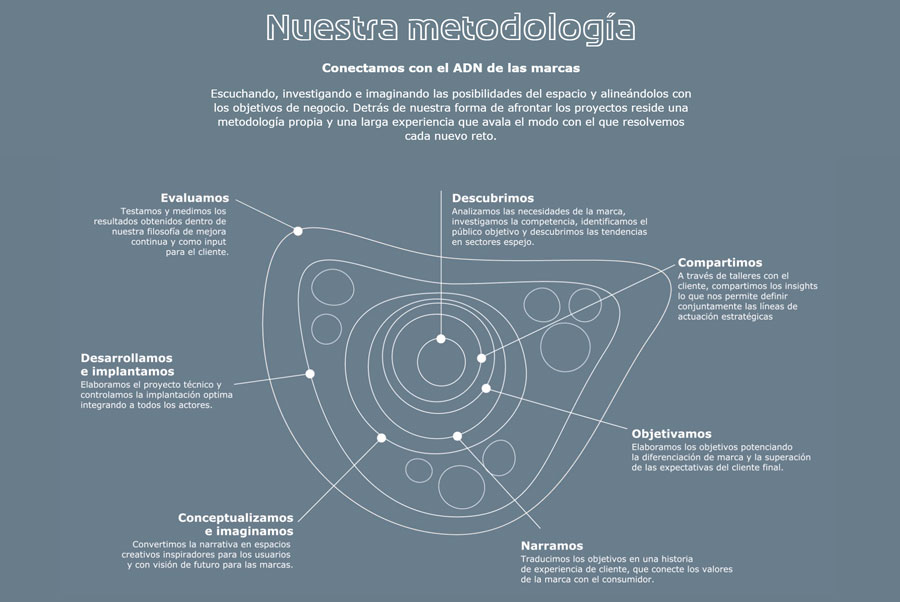 Nuestra metodología
Conectamos con el ADN de las marcas
Escuchando, investigando e imaginando las posibilidades del espacio y alineándolos con
los objetivos de negocio. Detrás de nuestra forma de afrontar los proyectos reside una
metodología propia y una larga experiencia que avala el modo con el que resolvemos
cada nuevo reto.
Evaluamos
Testamos y medimos los
resultados obtenidos dentro de
nuestra filosofía de mejora
continua y como input
para el cliente.
Descubrimos
Analizamos las necesidades de la marca,
investigamos la competencia, identificamos el
público objetivo y descubrimos las tendencias
en sectores espejo.
Compartimos
A través de talleres con el
cliente, compartimos los insights
lo que nos permite definir
conjuntamente las líneas de
actuación estratégicas
Desarrollamos
e implantamos
Elaboramos el proyecto técnico y
controlamos la implantación optima
integrando a todos los actores.
Objetivamos
Elaboramos los objetivos potenciando
la diferenciación de marca y la superación
de las expectativas del cliente final.
Conceptualizamos
e imaginamos
Convertimos la narrativa en espacios
creativos inspiradores para los usuarios
y con visión de futuro para las marcas.
Narramos
Traducimos los objetivos en una historia
de experiencia de cliente, que conecte los valores
de la marca con el consumidor.